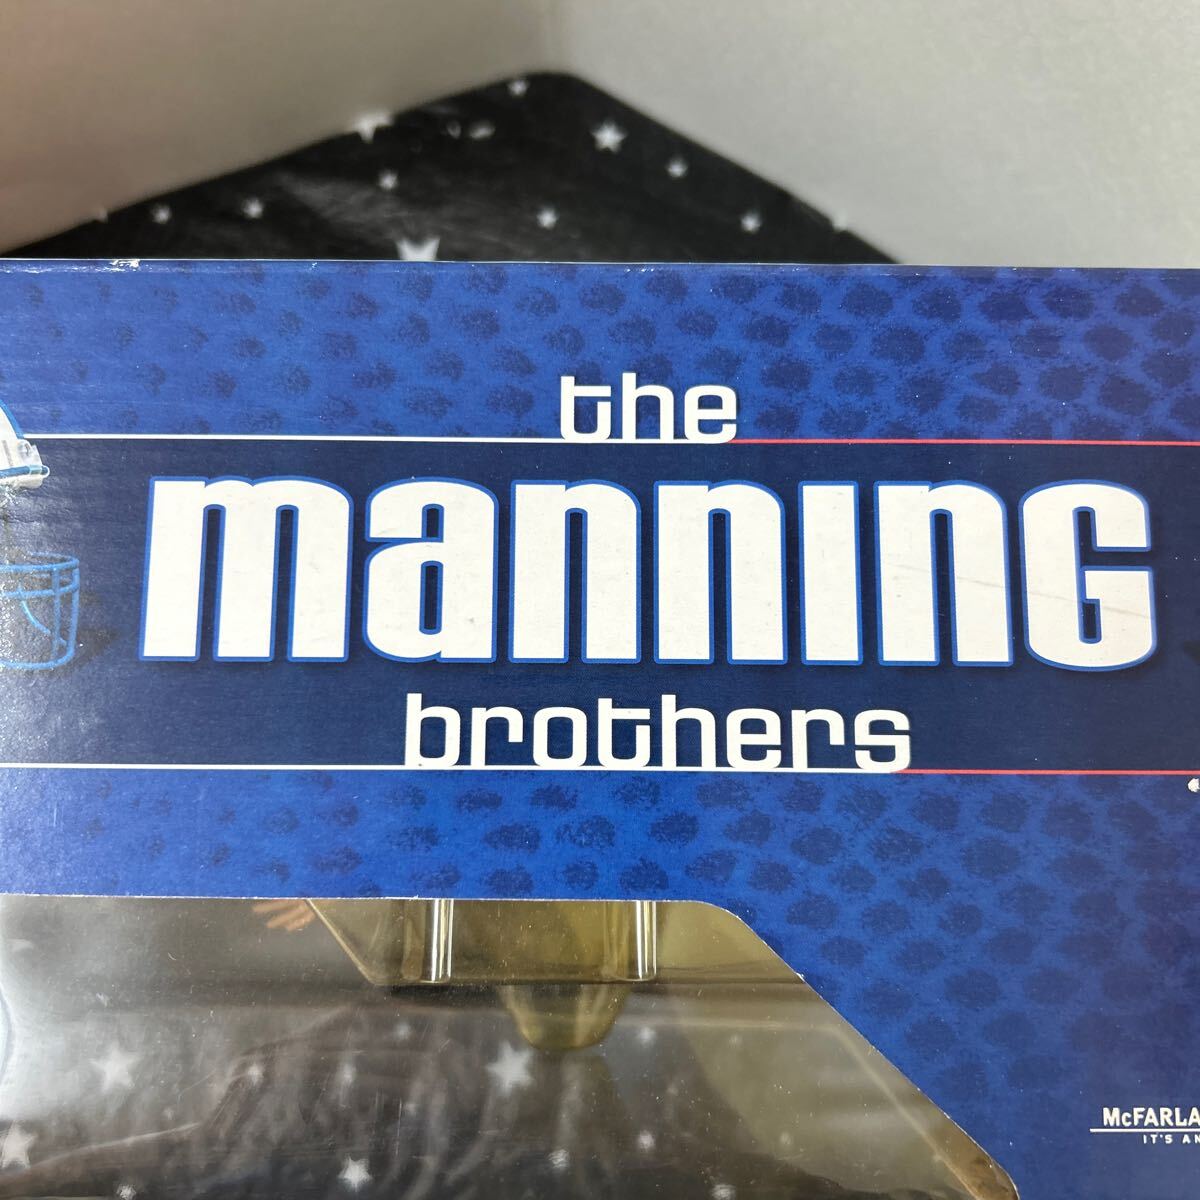 the
manning
brothers
McFARLA
IT'S AN